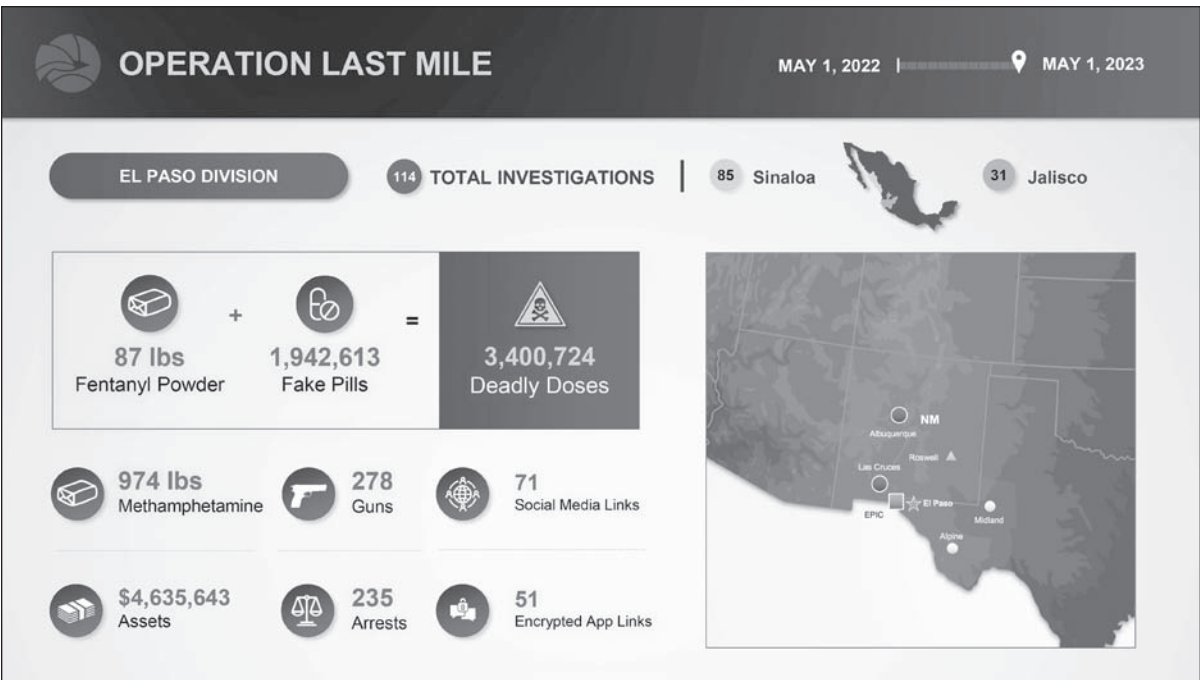 OPERATION LAST MILE
MAY 1, 2022
MAY 1, 2023
EL PASO DIVISION
114 TOTAL INVESTIGATIONS
85 Sinaloa
31 Jalisco
87 lbs
Fentanyl Powder
+
1,942,613
Fake Pills
=
3,400,724
Deadly Doses
974 lbs
Methamphetamine
278
Guns
71
Social Media Links
$4,635,643
Assets
235
Arrests
51
Encrypted App Links
NM
Albuquerque
Roswell
Las Cruces
EPIC
El Paso
Midland
Alpine